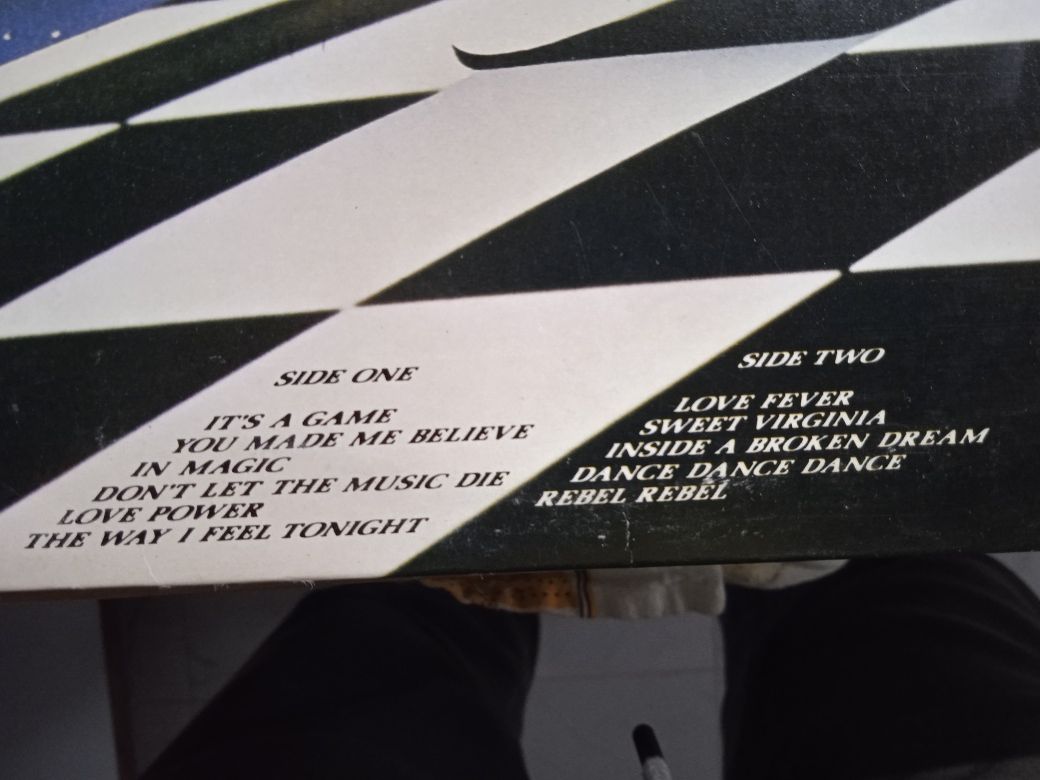 SIDE ONE
IT'S A GAME
YOU MADE ME BELIEVE
IN MAGIC
DON'T LET THE MUSIC DIE
LOVE POWER
THE WAY I FEEL TONIGHT
SIDE TWO
LOVE FEVER
SWEET VIRGINIA
INSIDE A BROKEN DREAM
DANCE DANCE DANCE
REBEL REBEL